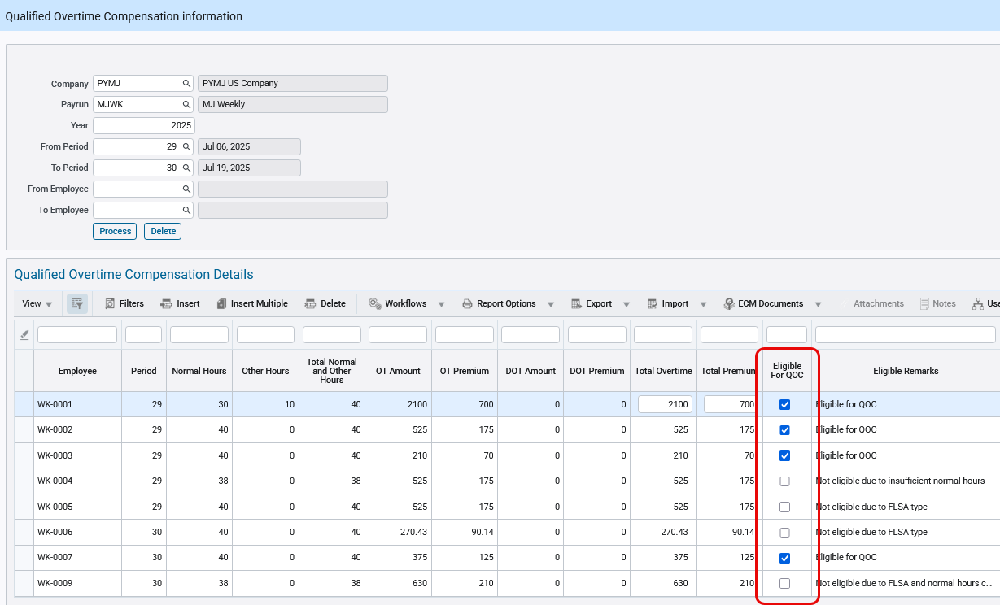 Qualified Overtime Compensation information
Company PYMJ PYMJ US Company
Payrun MJWK MJ Weekly
Year 2025
From Period 29 Jul 06, 2025
To Period 30 Jul 19, 2025
From Employee
To Employee
Process Delete
Qualified Overtime Compensation Details
View Filters Insert Insert Multiple Delete Workflows Report Options Export Import ECM Documents Attachments Notes Use
Employee Period Normal Hours Other Hours Total Normal and Other Hours OT Amount OT Premium DOT Amount DOT Premium Total Overtime Total Premium Eligible For QOC Eligible Remarks
WK-0001 29 30 10 40 2100 700 0 0 2100 700 Eligible for QOC
WK-0002 29 40 0 40 525 175 0 0 525 175 Eligible for QOC
WK-0003 29 40 0 40 210 70 0 0 210 70 Eligible for QOC
WK-0004 29 38 0 38 525 175 0 0 525 175 Not eligible due to insufficient normal hours
WK-0005 29 40 0 40 525 175 0 0 525 175 Not eligible due to FLSA type
WK-0006 30 40 0 40 270.43 90.14 0 0 270.43 90.14 Not eligible due to FLSA type
WK-0007 30 40 0 40 375 125 0 0 375 125 Eligible for QOC
WK-0009 30 38 0 38 630 210 0 0 630 210 Not eligible due to FLSA and normal hours c...